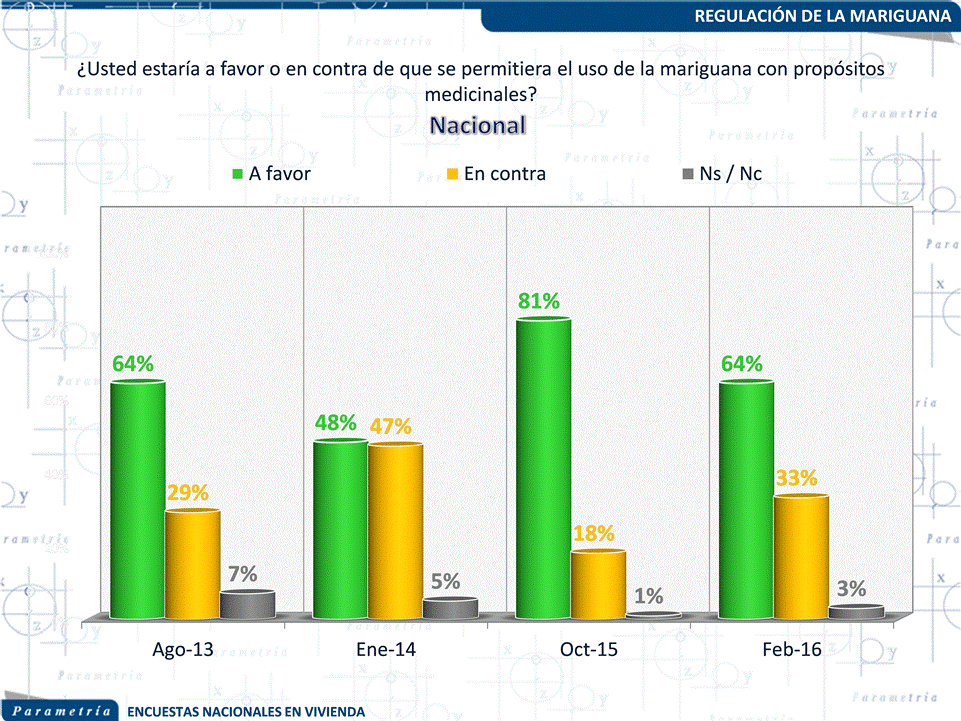 REGULACIÓN DE LA MARIGUANA
¿Usted estaría a favor o en contra de que se permitiera el uso de la mariguana con propósitos
medicinales?
Nacional
A favor
En contra
Ns / Nc
64%
29%
7%
48%
47%
5%
81%
18%
1%
64%
33%
3%
Ago-13
Ene-14
Oct-15
Feb-16
Parametría
ENCUESTAS NACIONALES EN VIVIENDA